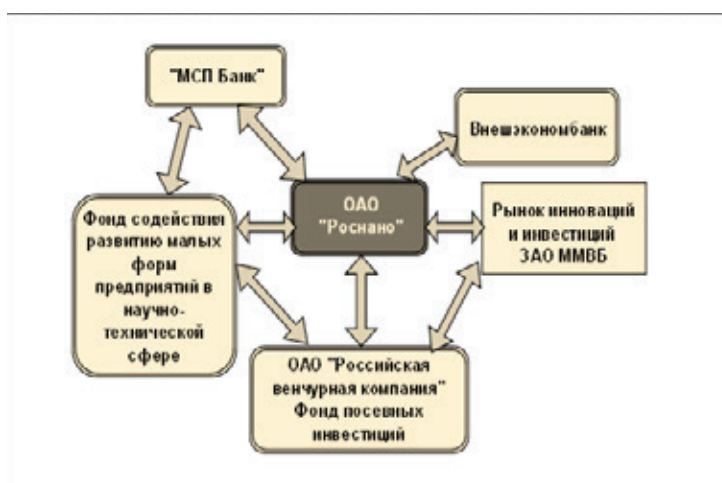 "МСП Банк"
Внешэкономбанк
ОАО
"Роснано"
Фонд содействия
развитию малых
форм
предприятий в
научно-
технической
сфере
Рынок инноваций
и инвестиций
ЗАО ММВБ
ОАО "Российская
венчурная компания"
Фонд посевных
инвестиций